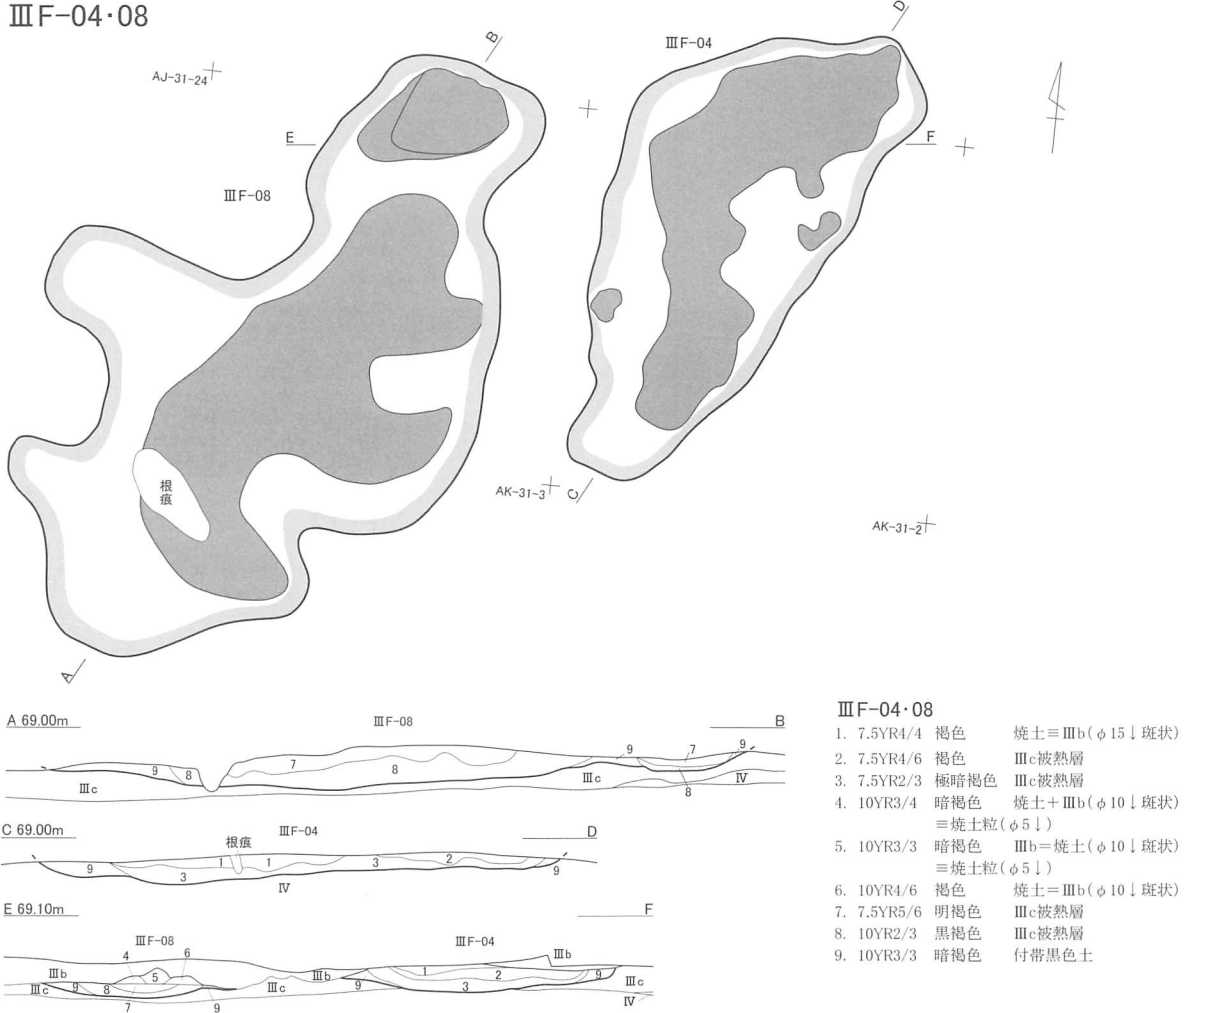 ⅢF-04・08
B
D
ⅢF-04
AJ-31-24
E
F
ⅢF-08
根痕
AK-31-3
C
AK-31-2
A
A 69.00m
ⅢF-08
B
9
7
9
7
9
8
8
Ⅲc
Ⅲc
Ⅳ
8
C 69.00m
根痕
ⅢF-04
D
1
1
3
2
9
3
9
Ⅳ
E 69.10m
F
ⅢF-08
ⅢF-04
4
6
Ⅲb
Ⅲb
5
Ⅲb
1
2
9
Ⅲc
9
8
Ⅲc
9
3
Ⅲc
7
9
Ⅳ
ⅢF-04・08
1. 7.5YR4/4 褐色 焼土≡Ⅲb(φ15↓斑状)
2. 7.5YR4/6 褐色 Ⅲc被熱層
3. 7.5YR2/3 極暗褐色 Ⅲc被熱層
4. 10YR3/4 暗褐色 焼土+Ⅲb(φ10↓斑状)
≡焼土粒(φ5↓)
5. 10YR3/3 暗褐色 Ⅲb=焼土(φ10↓斑状)
≡焼土粒(φ5↓)
6. 10YR4/6 褐色 焼土=Ⅲb(φ10↓斑状)
7. 7.5YR5/6 明褐色 Ⅲc被熱層
8. 10YR2/3 黒褐色 Ⅲc被熱層
9. 10YR3/3 暗褐色 付帯黒色土